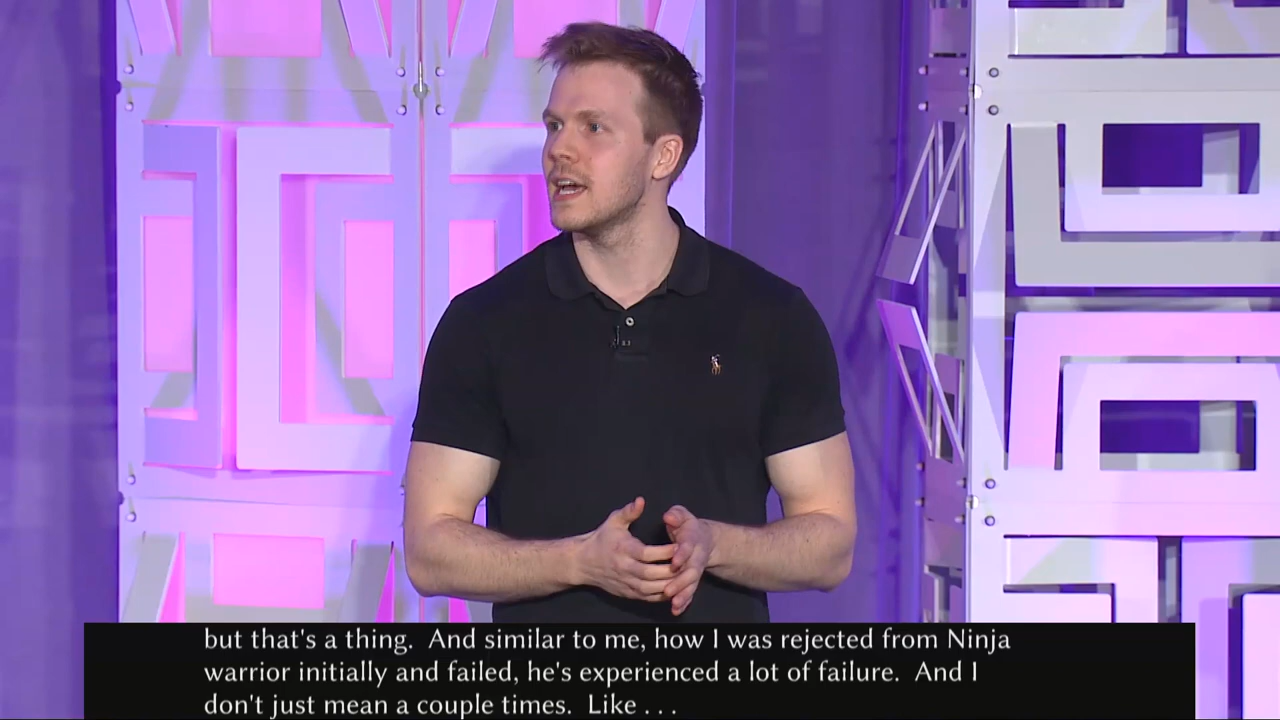 but that's a thing.  And similar to me, how I was rejected from Ninja
warrior initially and failed, he's experienced a lot of failure.  And I
don't just mean a couple times.  Like . . .